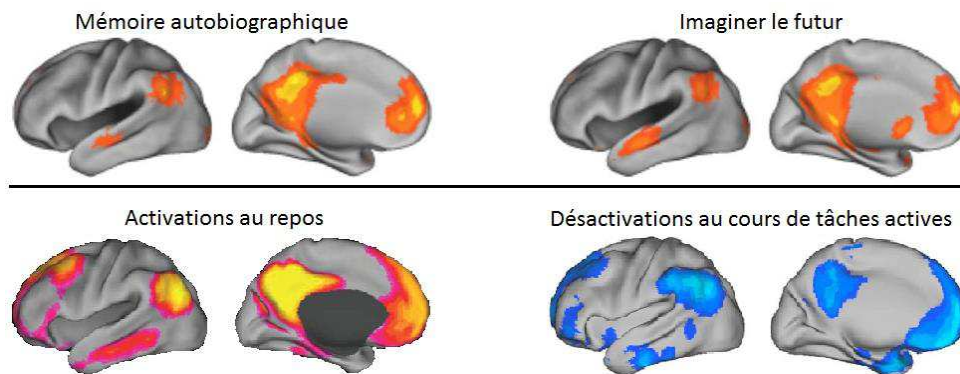 Mémoire autobiographique
Imaginer le futur
Activations au repos
Désactivations au cours de tâches actives